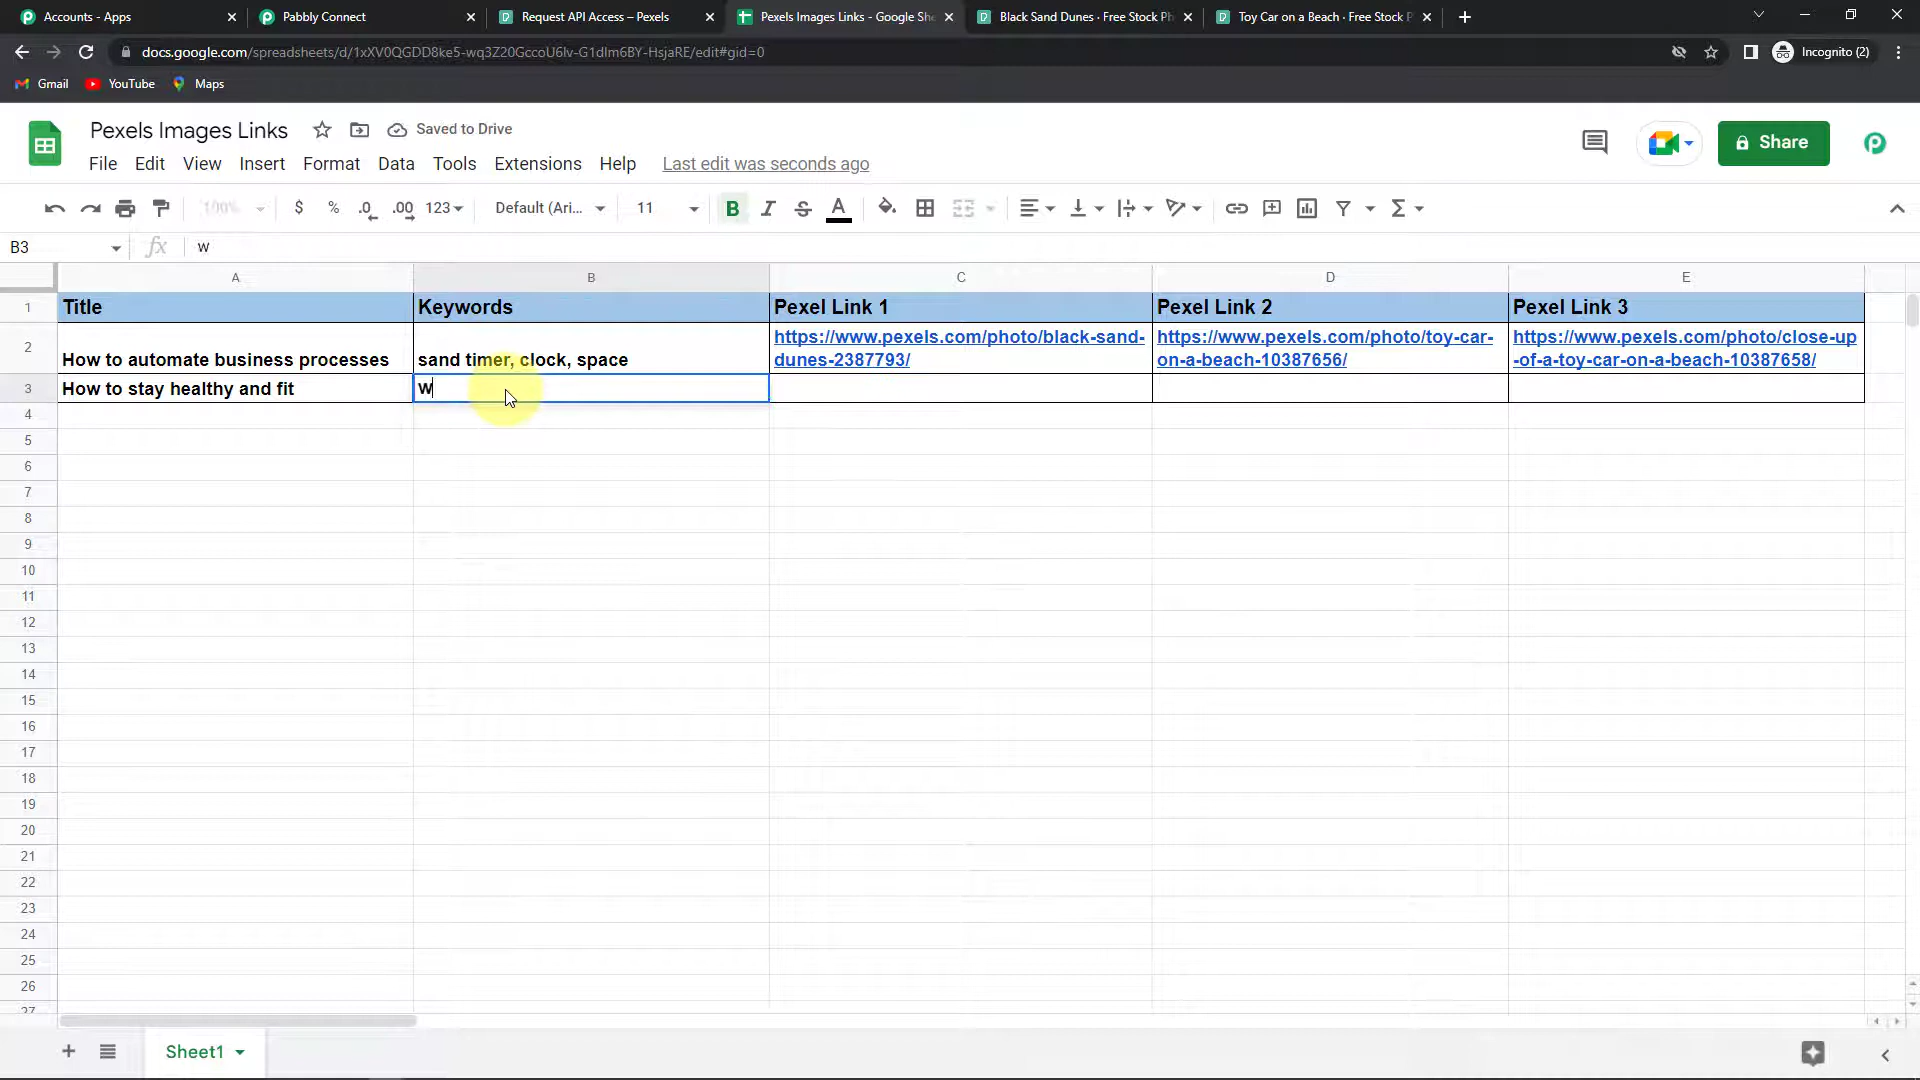 Accounts - Apps
Pabbly Connect
Request API Access – Pexels
Pexels Images Links - Google She
Black Sand Dunes · Free Stock Ph
Toy Car on a Beach · Free Stock P
docs.google.com/spreadsheets/d/1xXV0QGDD8ke5-wq3Z20GccoU6lv-G1dIm6BY-HsjaRE/edit#gid=0
Incognito (2)
Gmail
YouTube
Maps
Pexels Images Links
Saved to Drive
Share
File Edit View Insert Format Data Tools Extensions Help Last edit was seconds ago
100% $ % .0 .00 123 Default (Ari... 11 B I S A
B3 fx w
A B C D E
1 Title Keywords Pexel Link 1 Pexel Link 2 Pexel Link 3
2 How to automate business processes sand timer, clock, space https://www.pexels.com/photo/black-sand- https://www.pexels.com/photo/toy-car- https://www.pexels.com/photo/close-up
dunes-2387793/ on-a-beach-10387656/ -of-a-toy-car-on-a-beach-10387658/
3 How to stay healthy and fit w
4
5
6
7
8
9
10
11
12
13
14
15
16
17
18
19
20
21
22
23
24
25
26
27
Sheet1